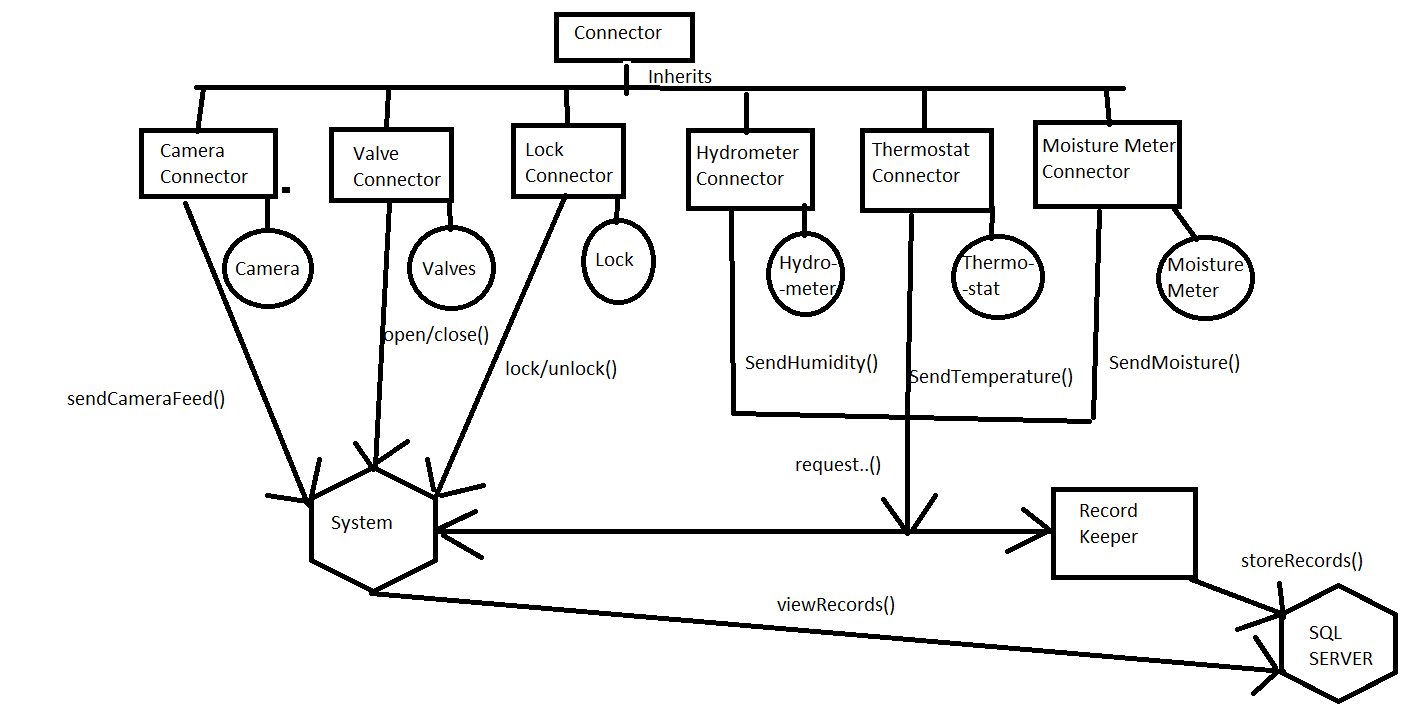 Connector
Inherits
Camera
Connector
Valve
Connector
Lock
Connector
Hydrometer
Connector
Thermostat
Connector
Moisture Meter
Connector
Camera
Valves
Lock
Hydro-
-meter
Thermo-
-stat
Moisture
Meter
open/close()
lock/unlock()
sendCameraFeed()
SendHumidity()
SendTemperature()
SendMoisture()
request..()
System
Record
Keeper
storeRecords()
viewRecords()
SQL
SERVER